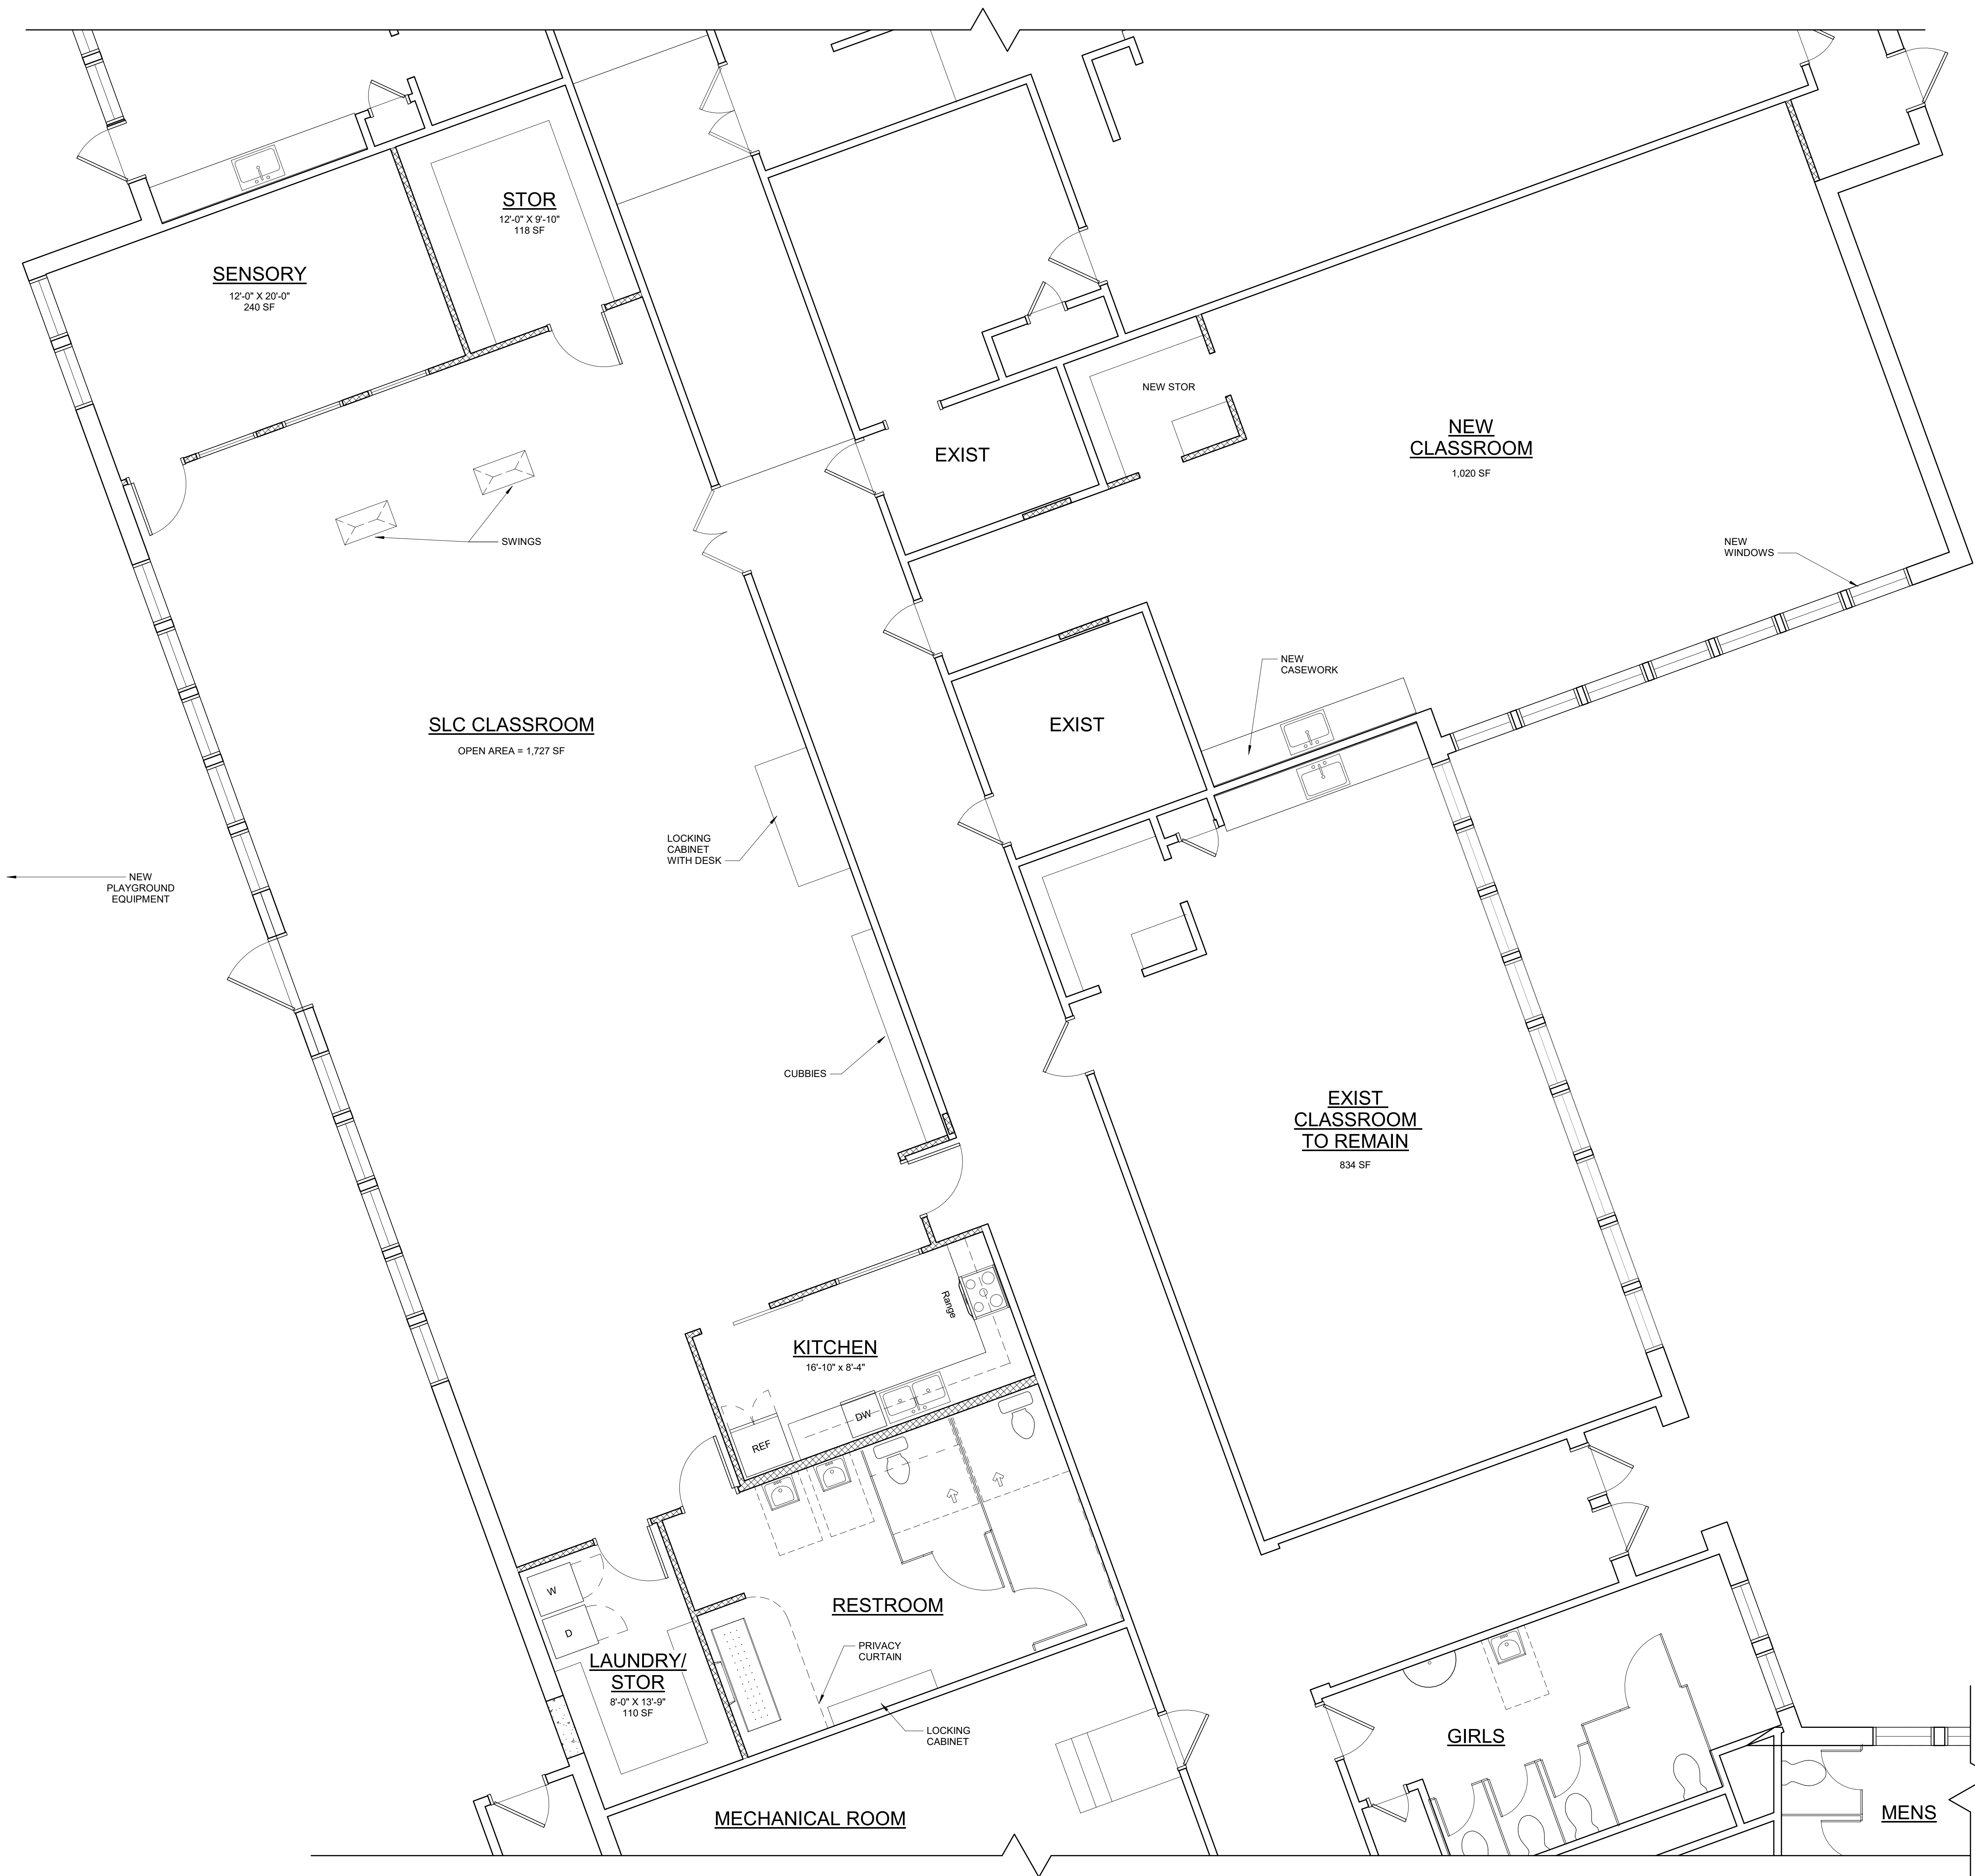 STOR
12'-0" X 9'-10"
118 SF
SENSORY
12'-0" X 20'-0"
240 SF
NEW STOR
EXIST
NEW
CLASSROOM
1,020 SF
SWINGS
NEW
WINDOWS
NEW
CASEWORK
SLC CLASSROOM
OPEN AREA = 1,727 SF
EXIST
LOCKING
CABINET
WITH DESK
NEW
PLAYGROUND
EQUIPMENT
CUBBIES
EXIST
CLASSROOM
TO REMAIN
834 SF
Range
KITCHEN
16'-10" x 8'-4"
DW
REF
W
D
RESTROOM
PRIVACY
CURTAIN
LAUNDRY/
STOR
8'-0" X 13'-9"
110 SF
LOCKING
CABINET
GIRLS
MECHANICAL ROOM
MENS